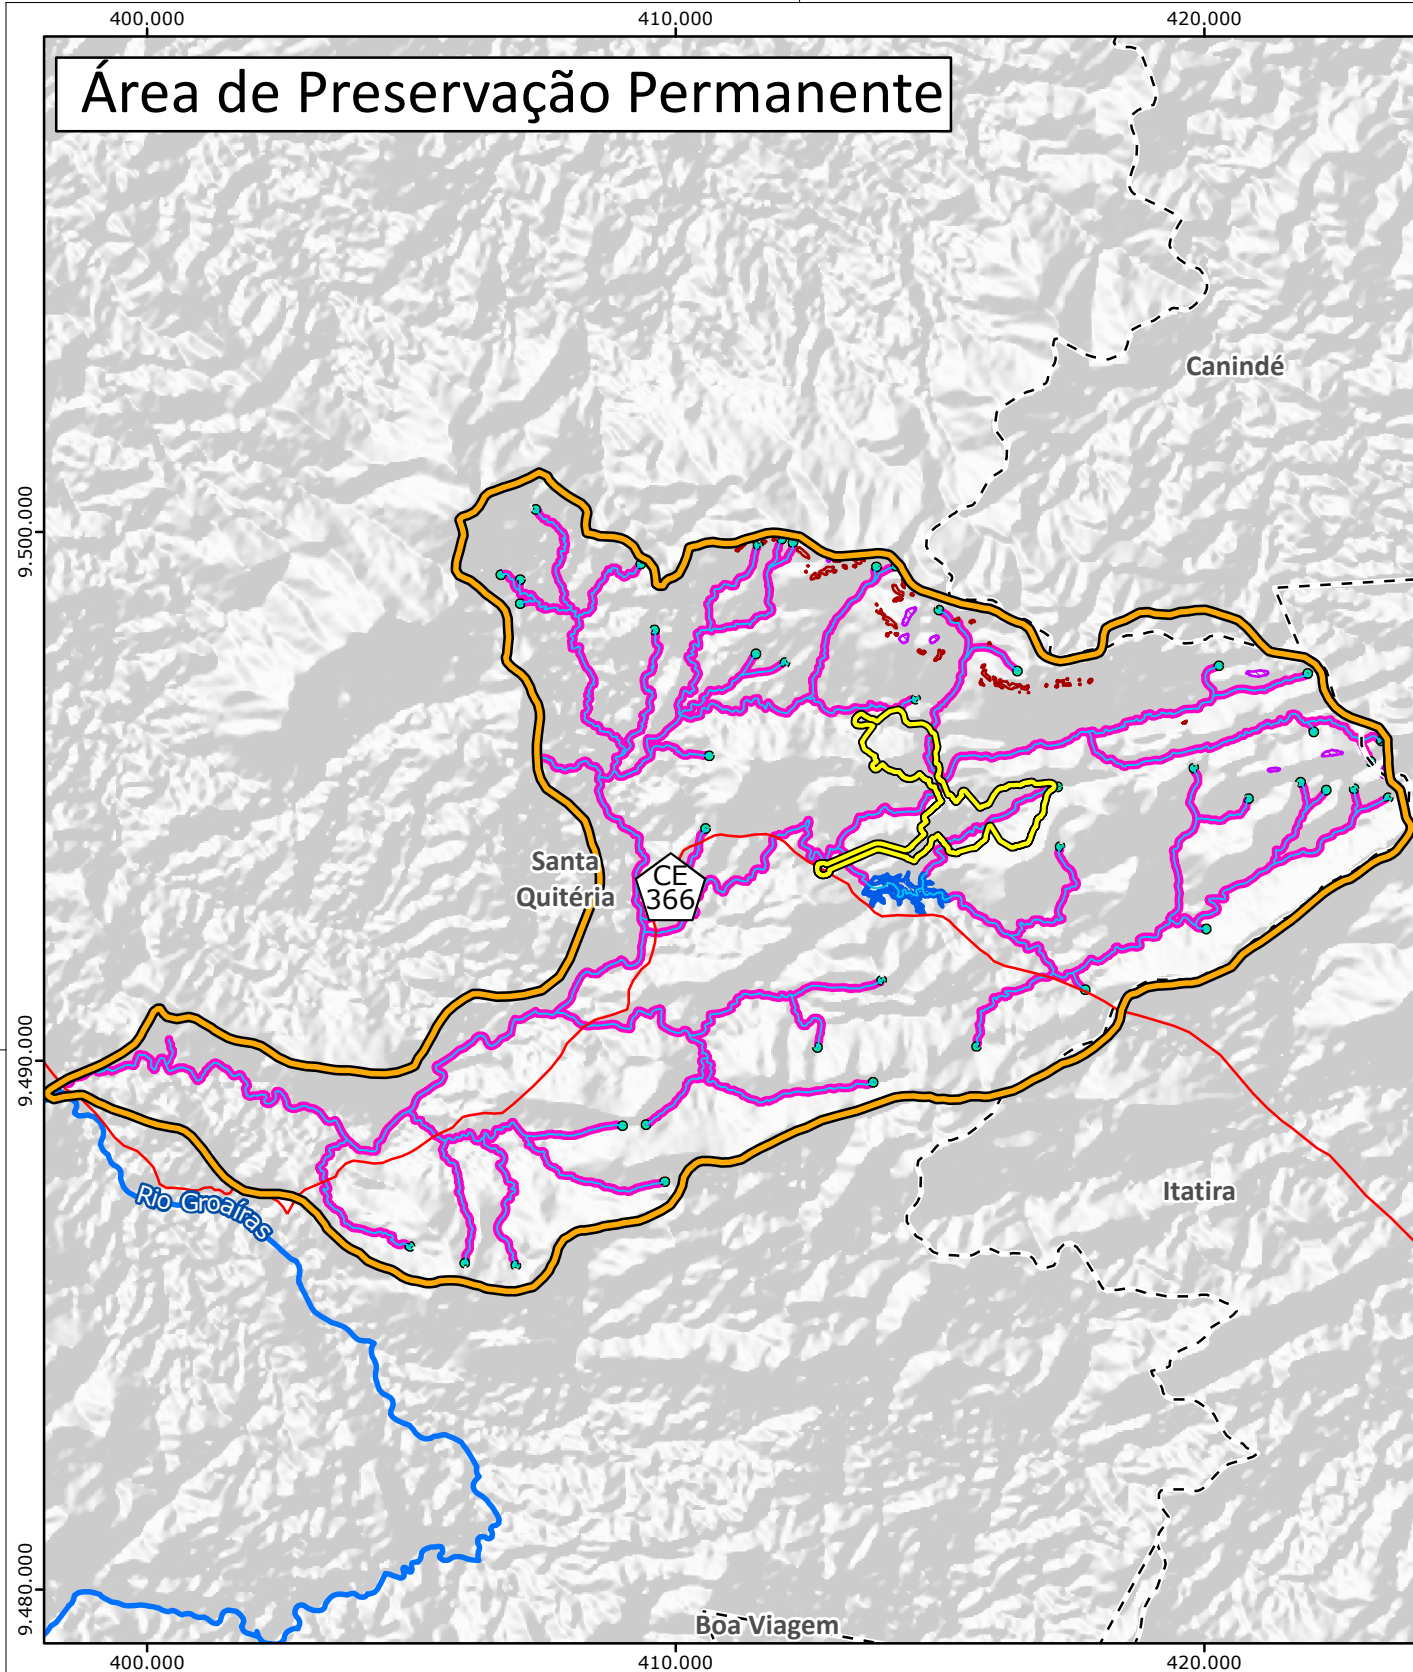 400.000
410.000
420.000
Área de Preservação Permanente
Canindé
9.500.000
Santa
Quitéria
CE
366
9.490.000
Itatira
Rio Groaíras
9.480.000
Boa Viagem
400.000
410.000
420.000